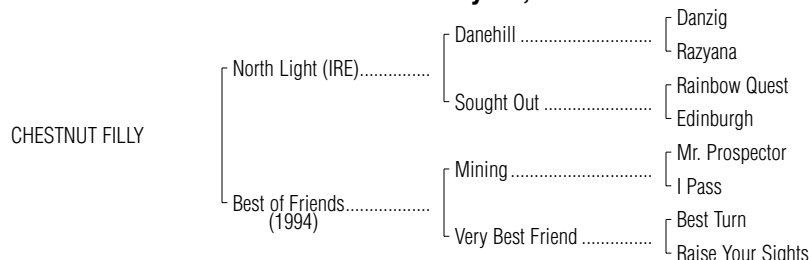 Danzig
Danehill
Razyana
North Light (IRE)
Rainbow Quest
Sought Out
Edinburgh
CHESTNUT FILLY
Mr. Prospector
Mining
I Pass
Best of Friends
(1994)
Best Turn
Very Best Friend
Raise Your Sights